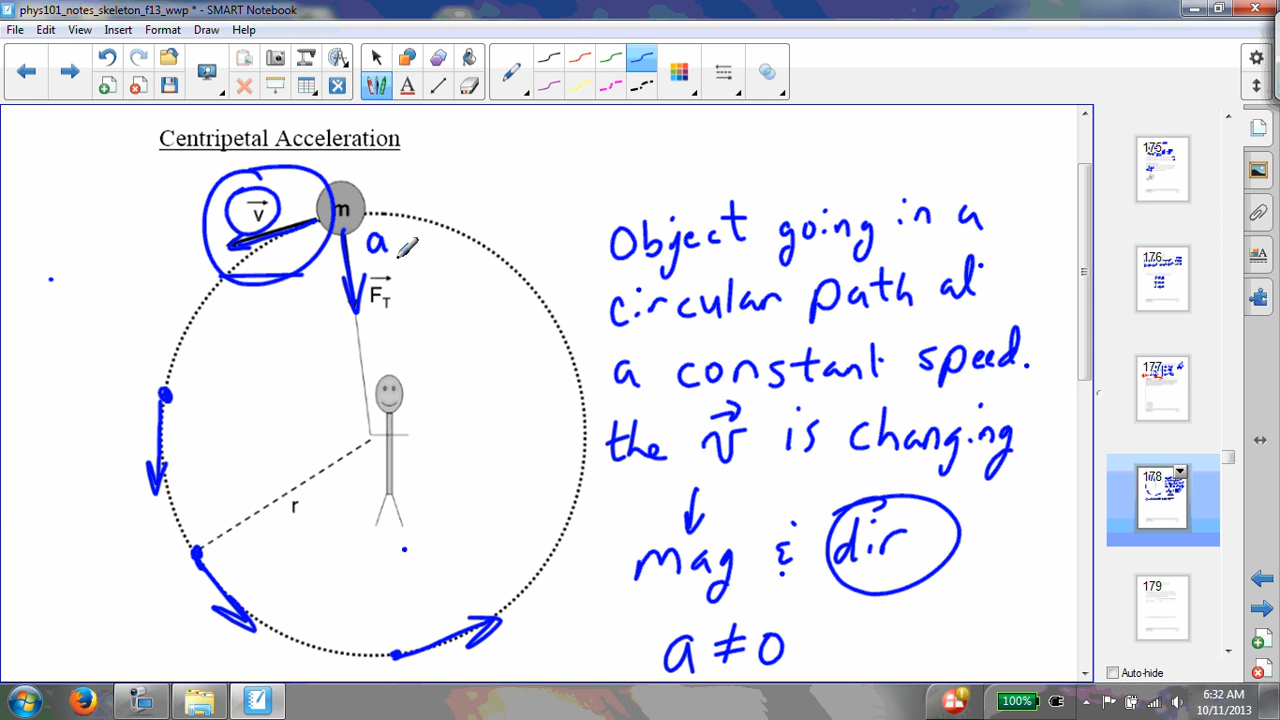 phys101_notes_skeleton_f13_wwp * - SMART Notebook
File Edit View Insert Format Draw Help
Centripetal Acceleration
v
m
a
F_T
r
Object going in a
circular path at
a constant speed.
the v is changing
mag & dir
a ≠ 0
175
176
177
178
179
Auto-hide
100%
6:32 AM
10/11/2013